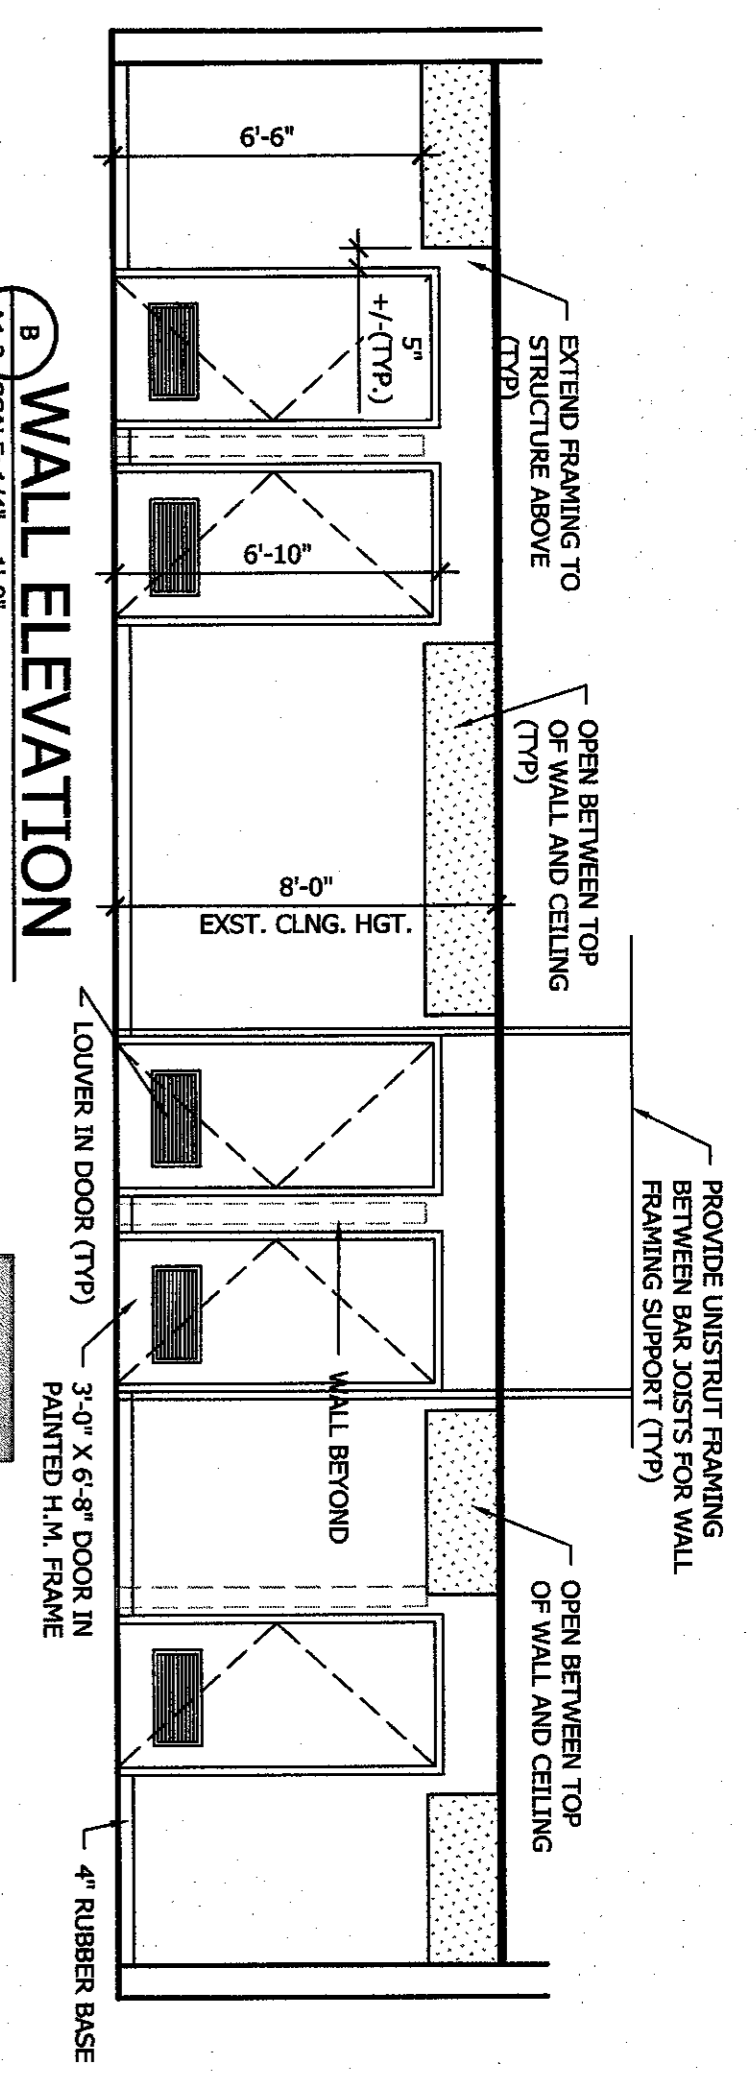 PROVIDE UNISTRUT FRAMING
BETWEEN BAR JOISTS FOR WALL
FRAMING SUPPORT (TYP)
EXTEND FRAMING TO
STRUCTURE ABOVE
(TYP)
OPEN BETWEEN TOP
OF WALL AND CEILING
(TYP)
OPEN BETWEEN TOP
OF WALL AND CEILING
6'-6"
5"
+/-(TYP.)
6'-10"
8'-0"
EXST. CLNG. HGT.
WALL BEYOND
LOUVER IN DOOR (TYP)
3'-0" X 6'-8" DOOR IN
PAINTED H.M. FRAME
4" RUBBER BASE
B
WALL ELEVATION